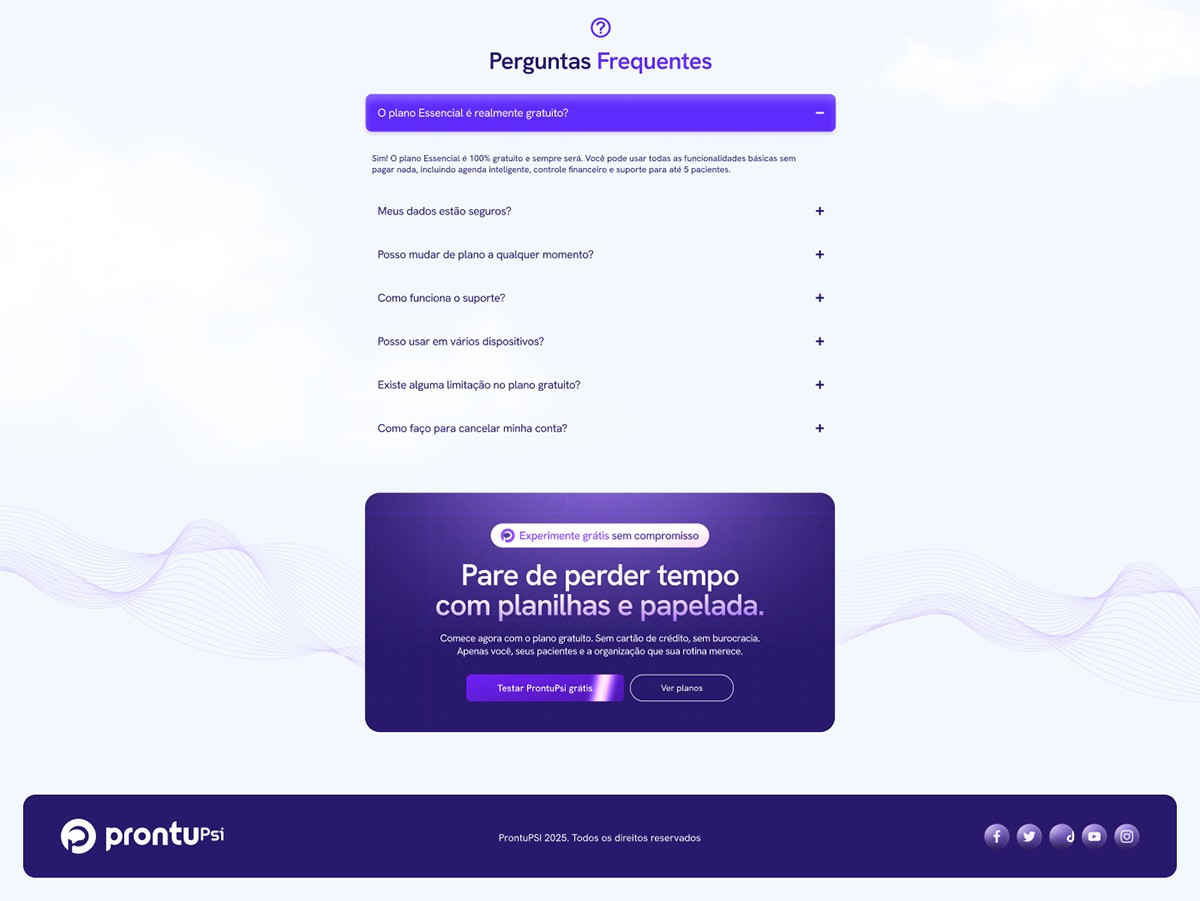 Perguntas Frequentes
O plano Essencial é realmente gratuito?
Sim! O plano Essencial é 100% gratuito e sempre será. Você pode usar todas as funcionalidades básicas sem
pagar nada, incluindo agenda inteligente, controle financeiro e suporte para até 5 pacientes.
Meus dados estão seguros?
Posso mudar de plano a qualquer momento?
Como funciona o suporte?
Posso usar em vários dispositivos?
Existe alguma limitação no plano gratuito?
Como faço para cancelar minha conta?
Experimente grátis sem compromisso
Pare de perder tempo
com planilhas e papelada.
Comece agora com o plano gratuito. Sem cartão de crédito, sem burocracia.
Apenas você, seus pacientes e a organização que sua rotina merece.
Testar ProntuPsi grátis
Ver planos
prontuPsi
ProntuPSI 2025. Todos os direitos reservados